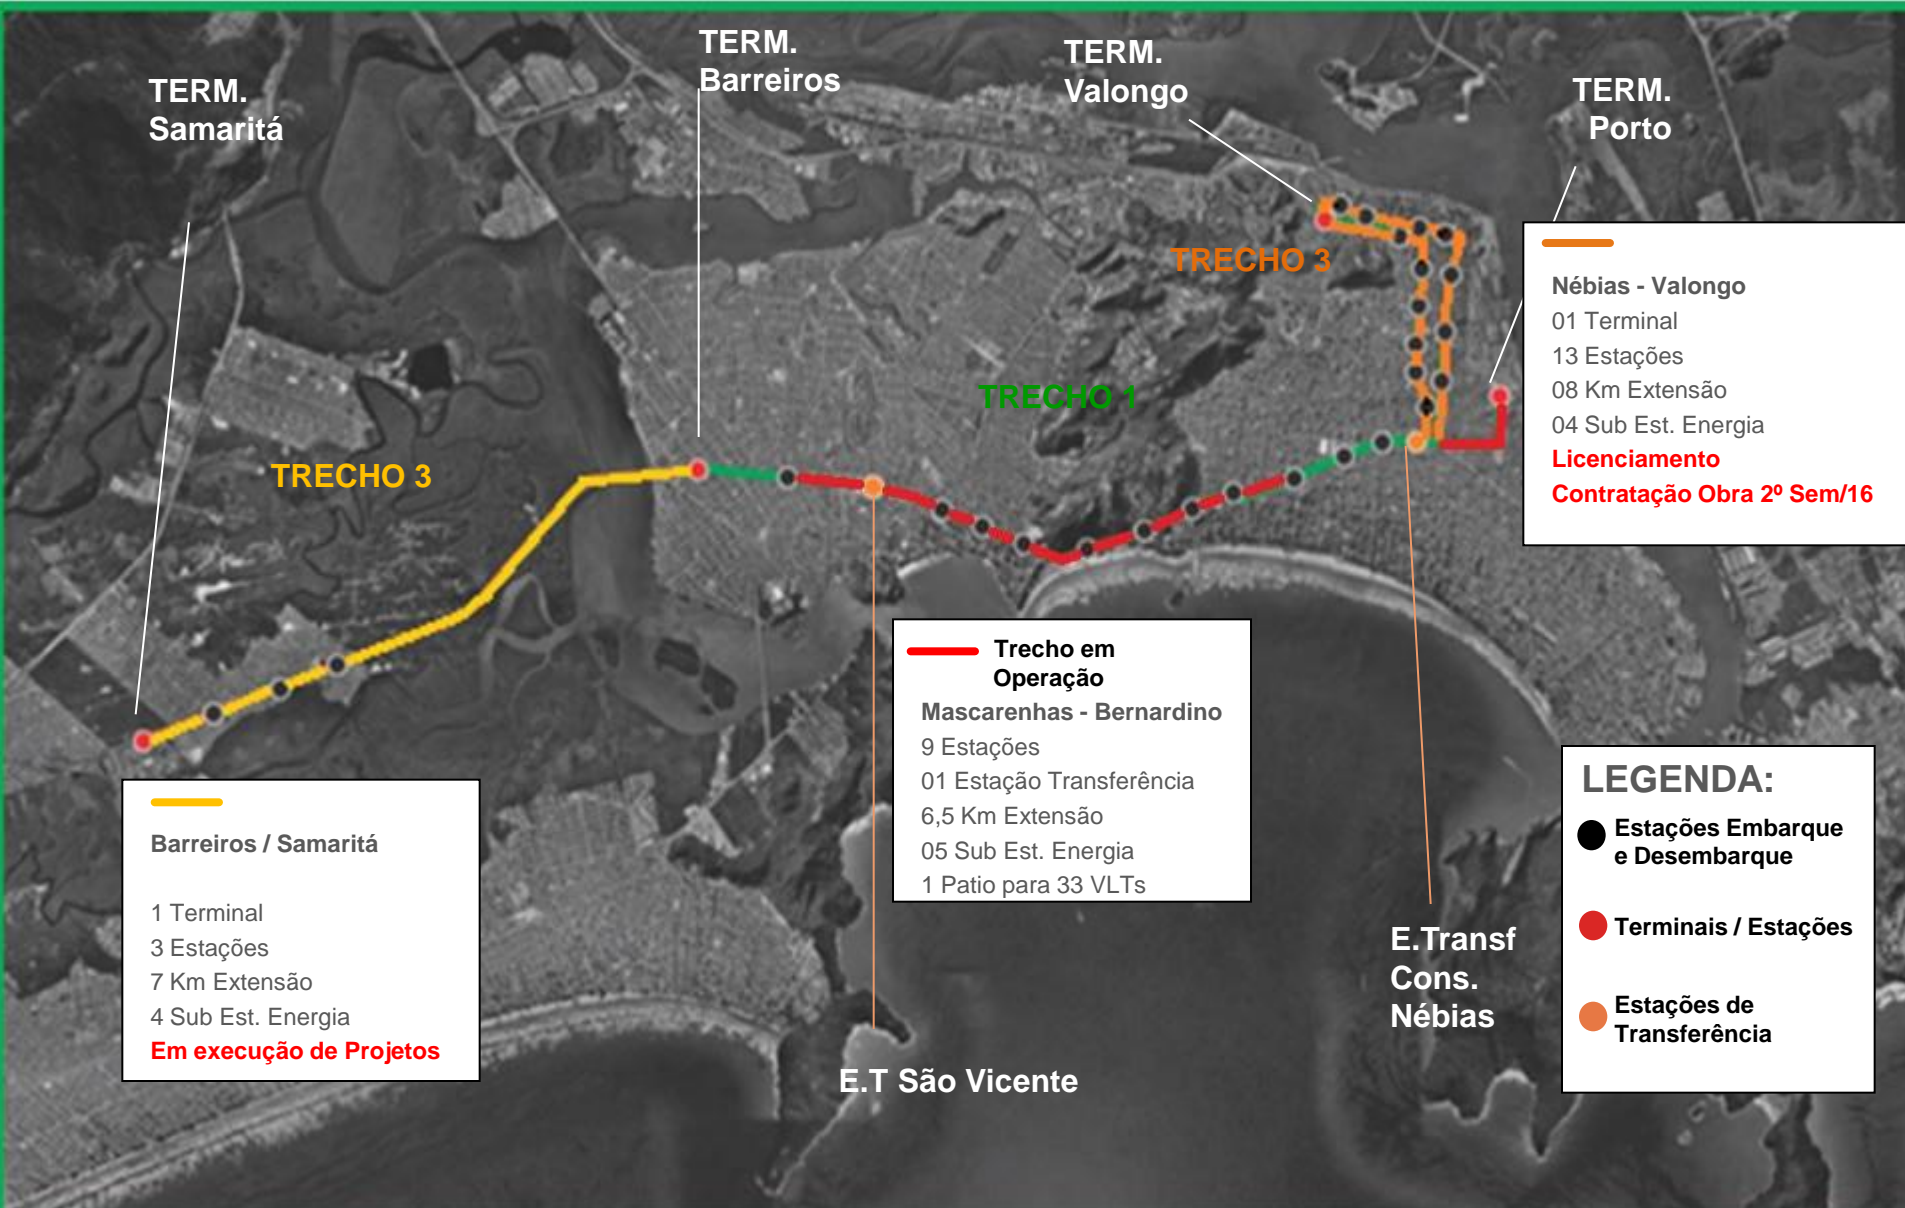 TERM.
Samaritá
TERM.
Barreiros
TERM.
Valongo
TERM.
Porto
TRECHO 3
TRECHO 1
TRECHO 3
Nébias - Valongo
01 Terminal
13 Estações
08 Km Extensão
04 Sub Est. Energia
Licenciamento
Contratação Obra 2º Sem/16
Trecho em
Operação
Mascarenhas - Bernardino
9 Estações
01 Estação Transferência
6,5 Km Extensão
05 Sub Est. Energia
1 Patio para 33 VLTs
Barreiros / Samaritá
1 Terminal
3 Estações
7 Km Extensão
4 Sub Est. Energia
Em execução de Projetos
E.T São Vicente
E.Transf
Cons.
Nébias
LEGENDA:
Estações Embarque
e Desembarque
Terminais / Estações
Estações de
Transferência